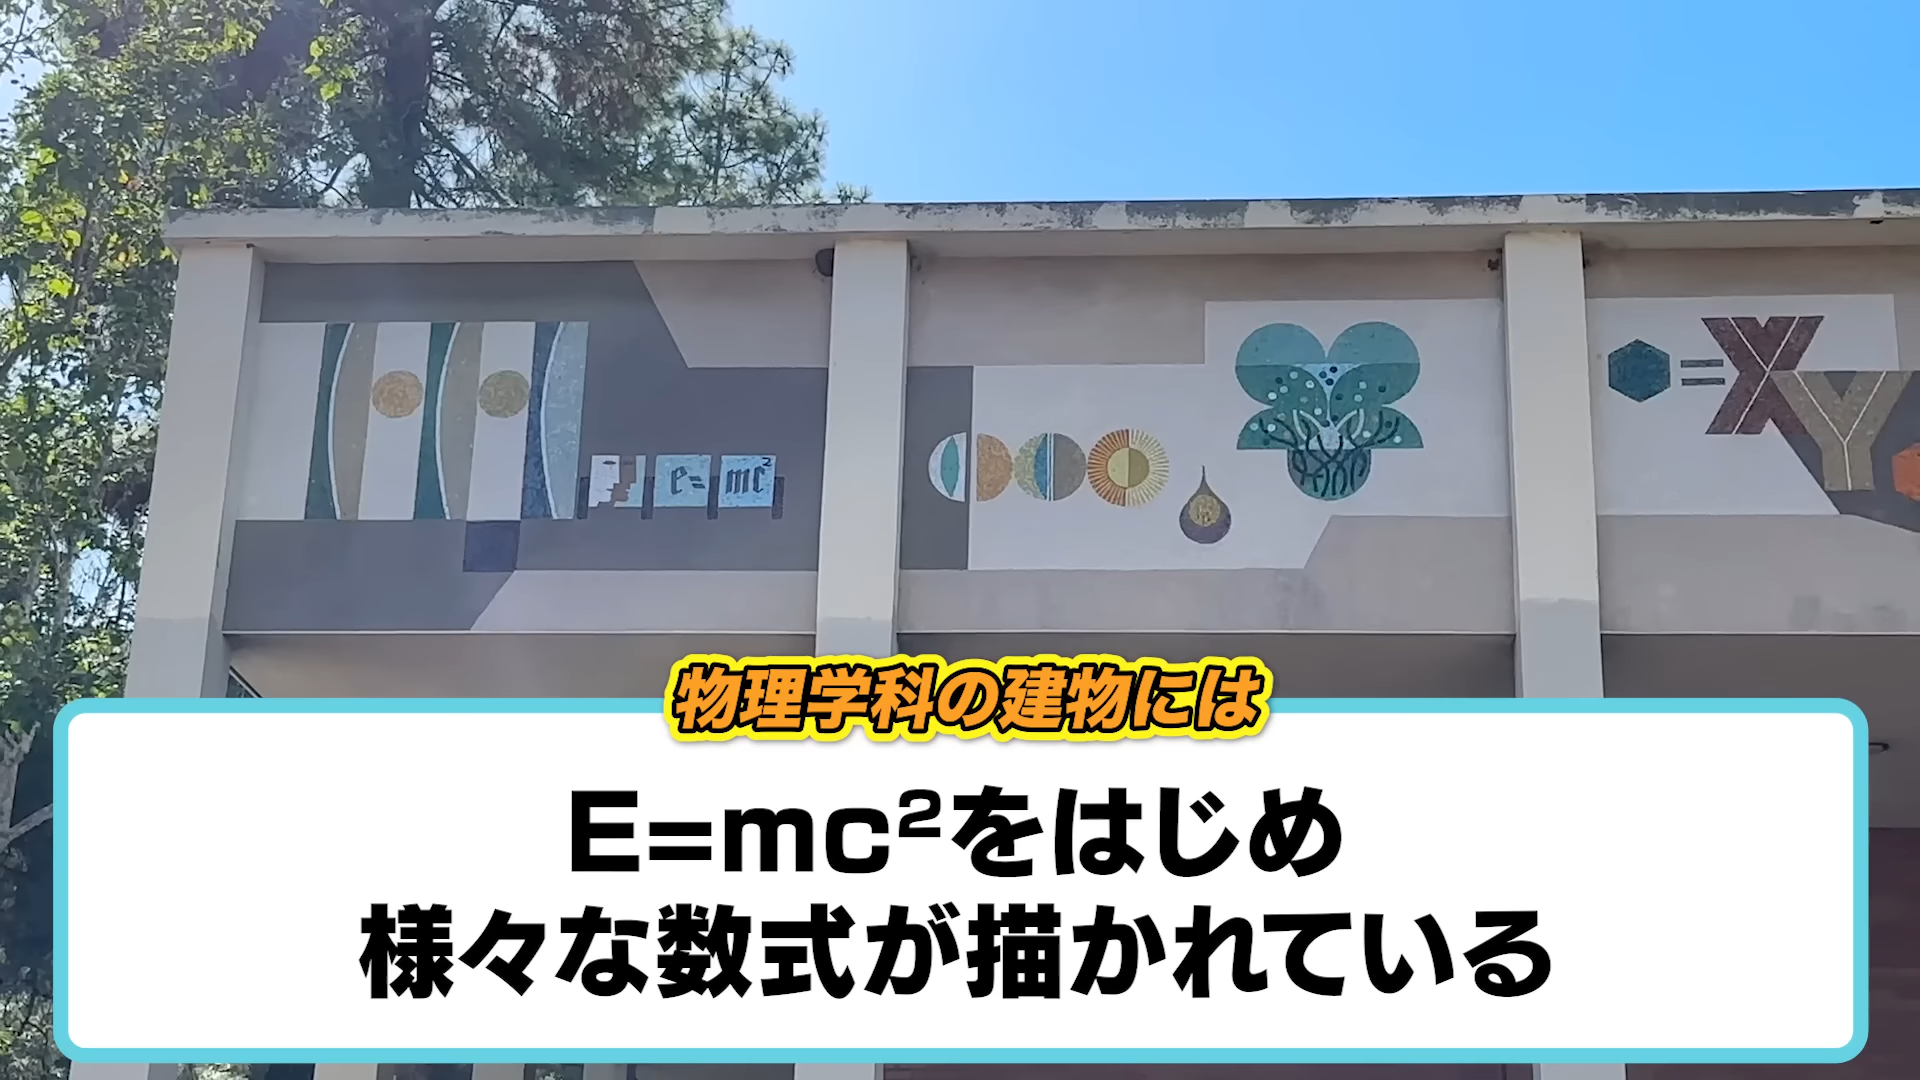 e=
mc²
=XY
物理学科の建物には
E=mc²をはじめ
様々な数式が描かれている